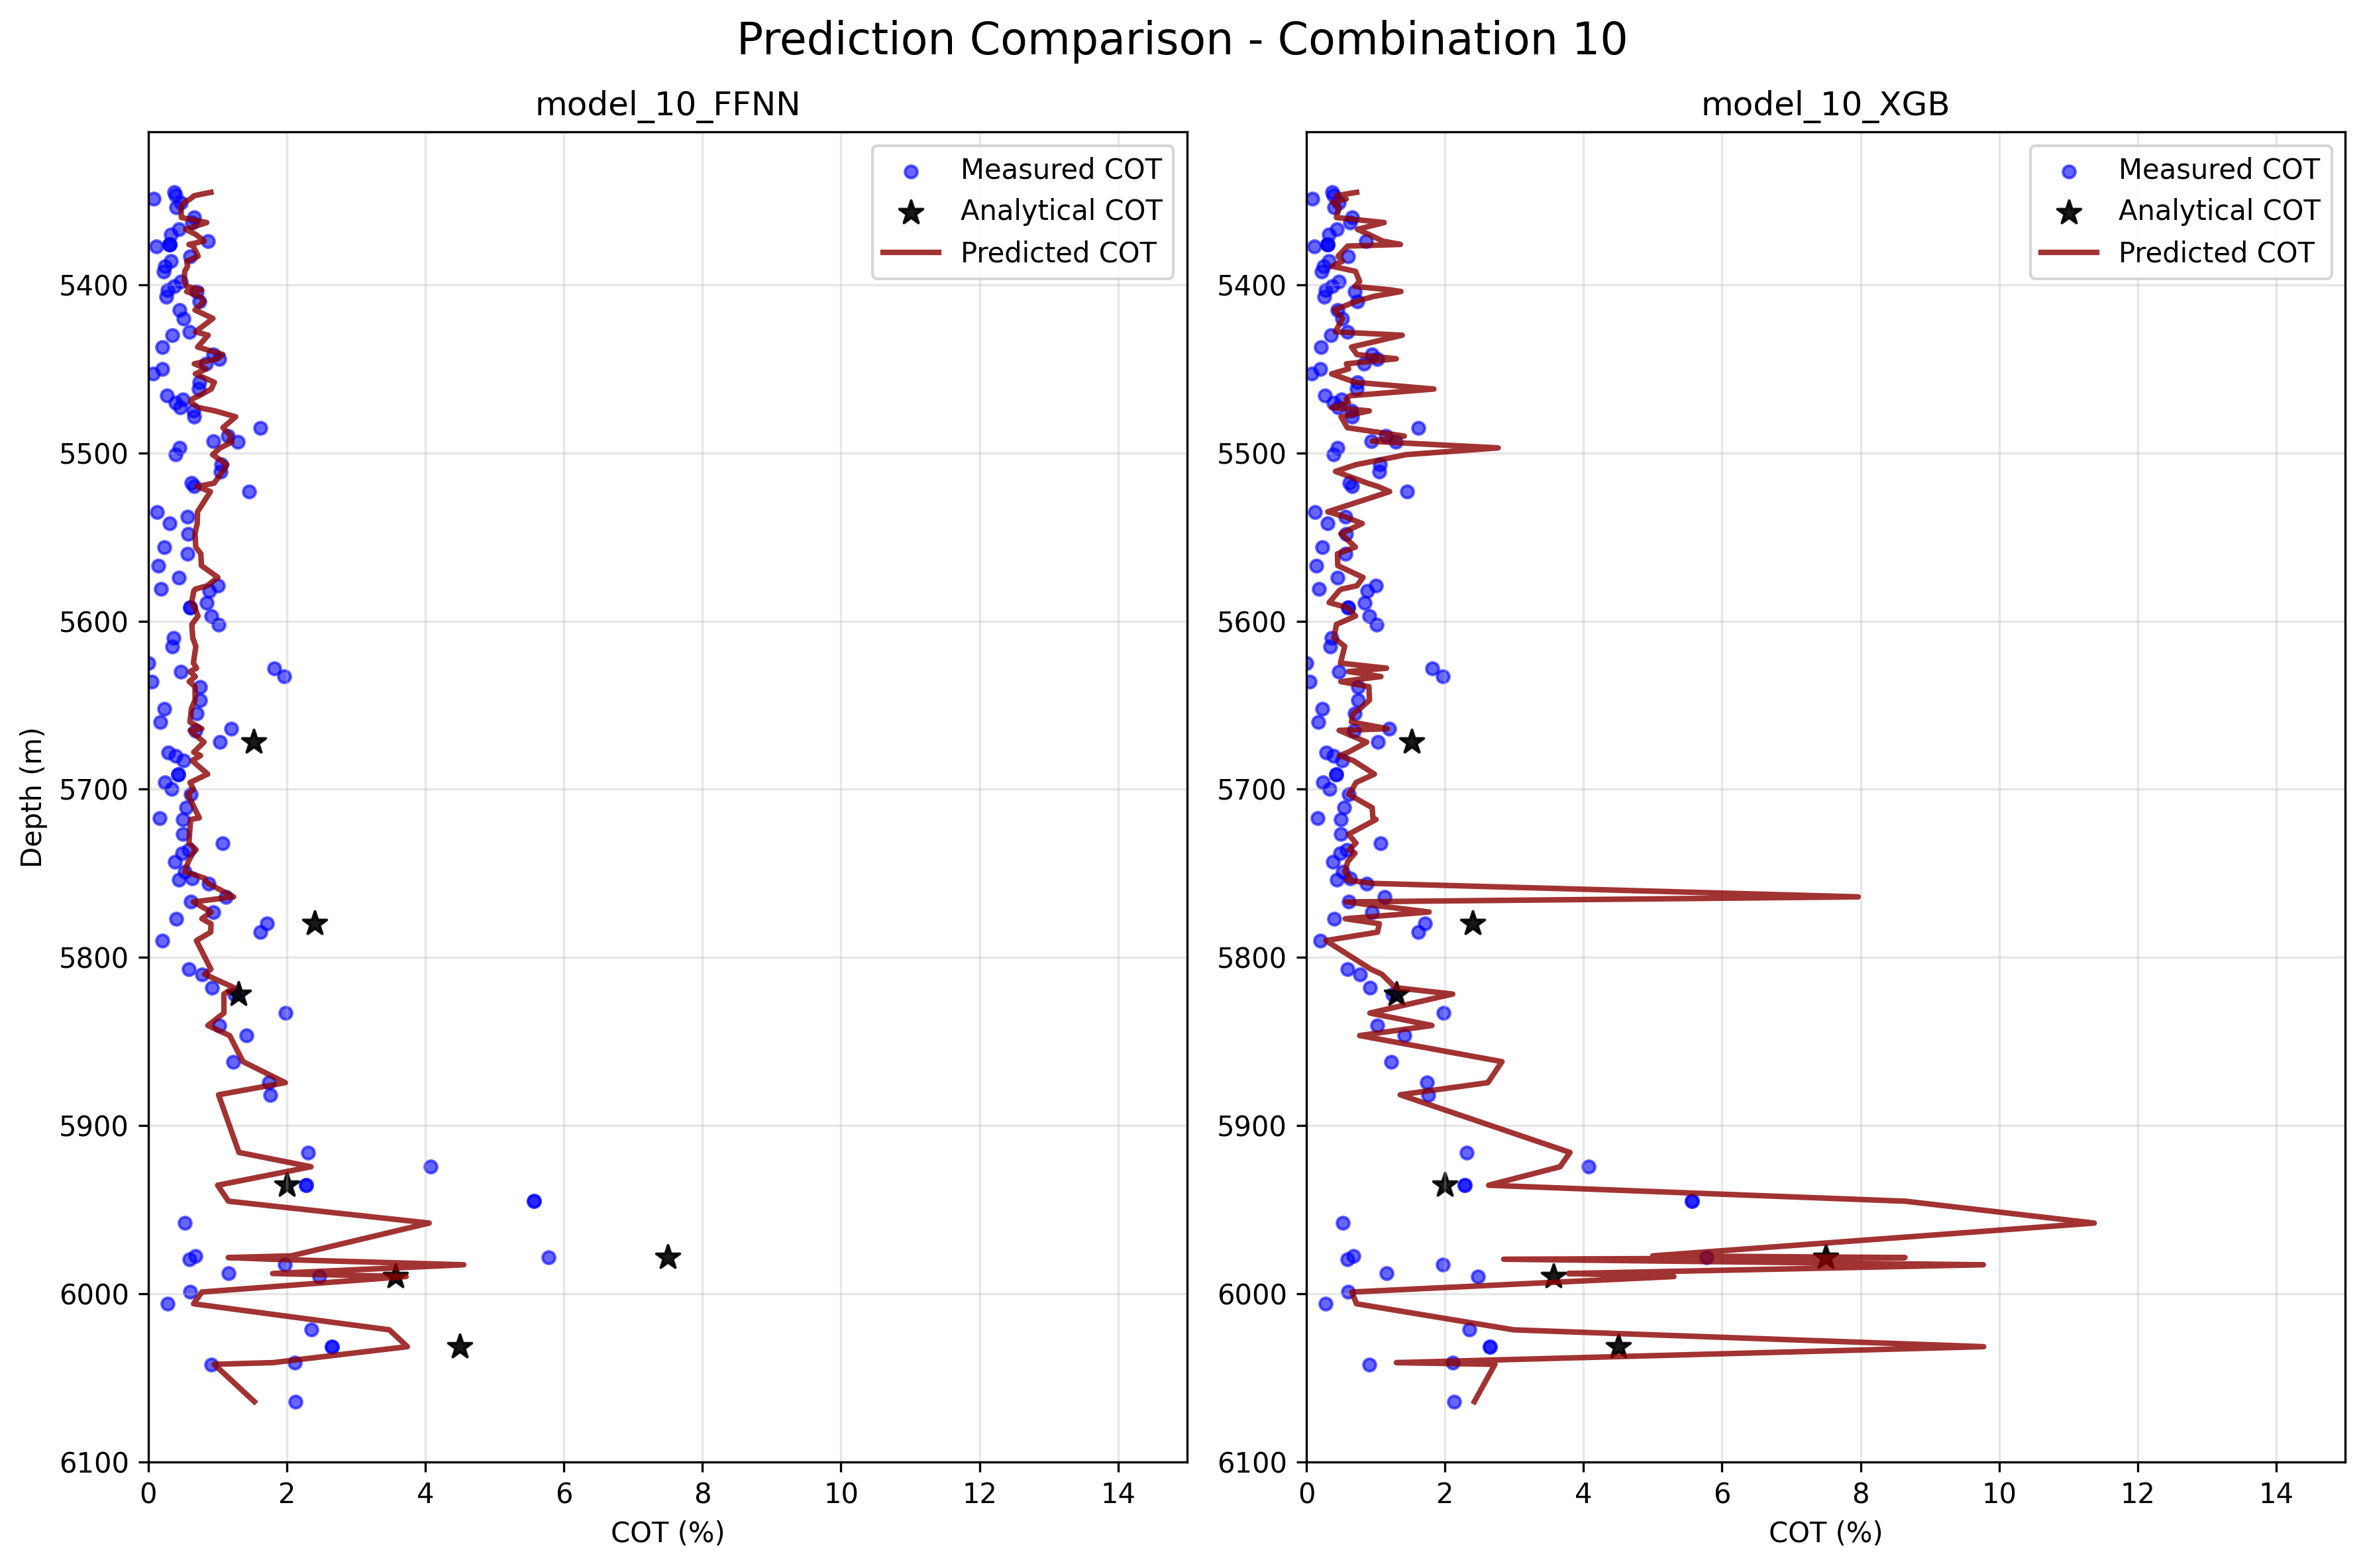 Prediction Comparison - Combination 10
model_10_FFNN
Measured COT
Analytical COT
Predicted COT
5400
5500
5600
5700
5800
5900
6000
6100
Depth (m)
0 2 4 6 8 10 12 14
COT (%)
model_10_XGB
Measured COT
Analytical COT
Predicted COT
5400
5500
5600
5700
5800
5900
6000
6100
0 2 4 6 8 10 12 14
COT (%)